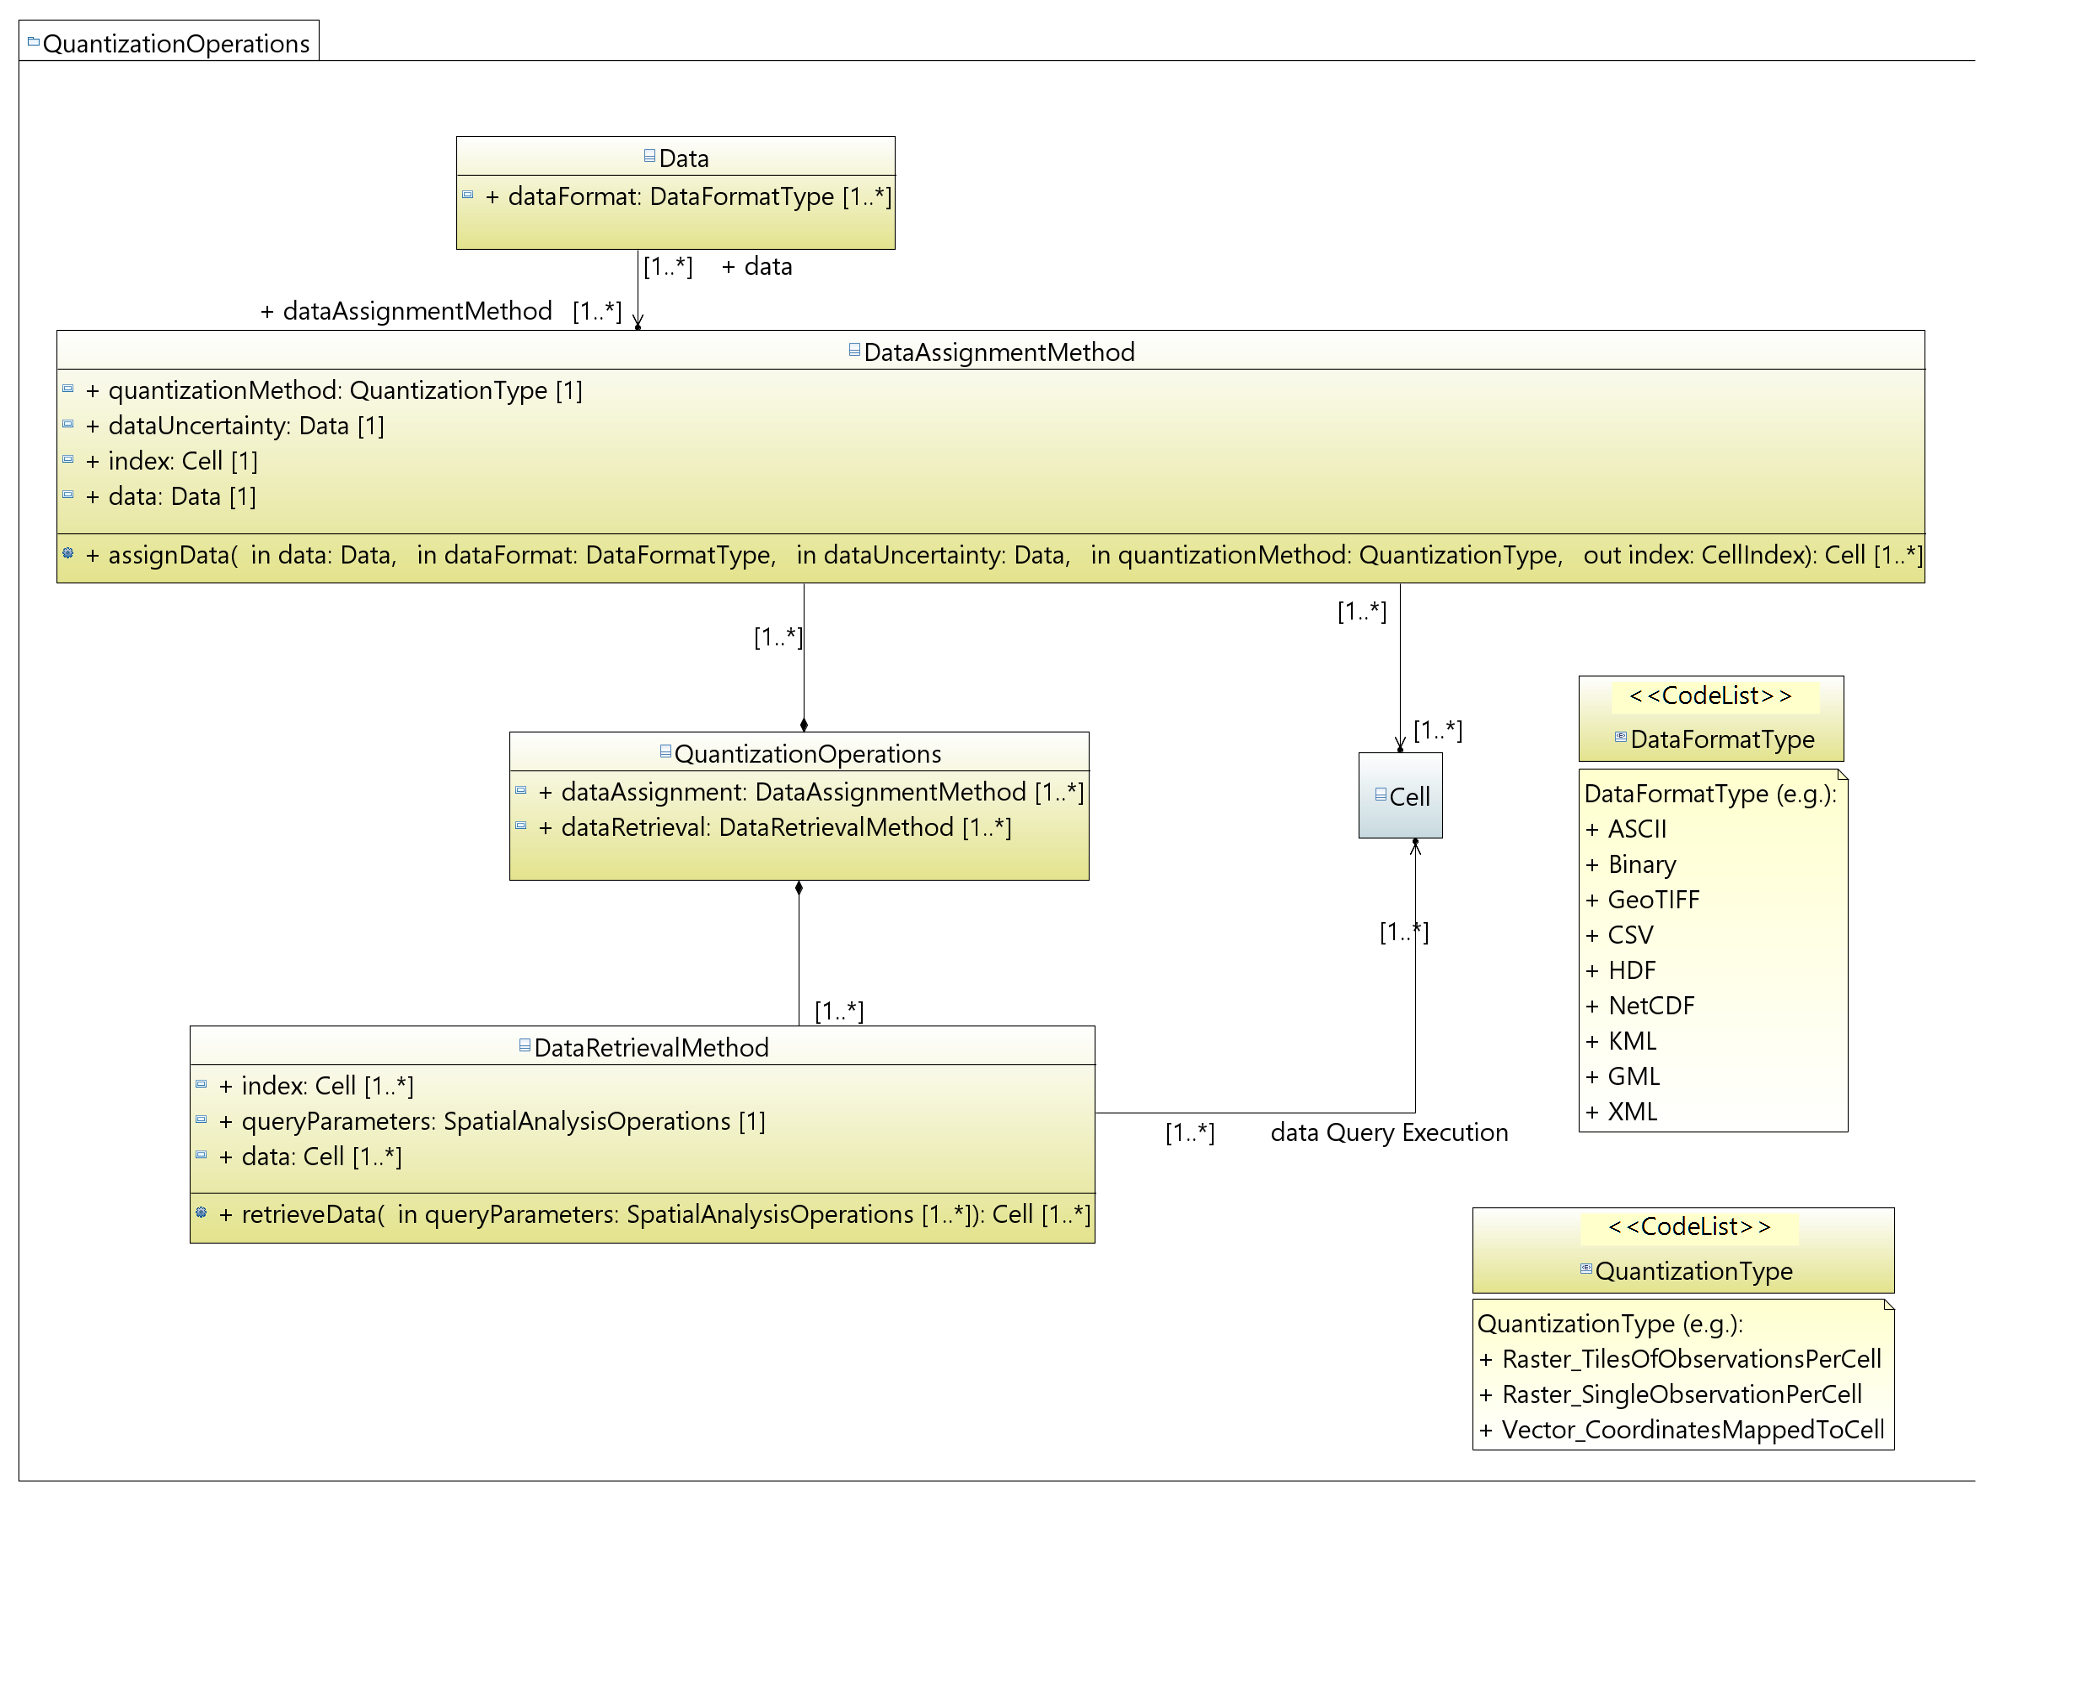 QuantizationOperations
Data
+ dataFormat: DataFormatType [1..*]
[1..*] + data
+ dataAssignmentMethod [1..*]
DataAssignmentMethod
+ quantizationMethod: QuantizationType [1]
+ dataUncertainty: Data [1]
+ index: Cell [1]
+ data: Data [1]
+ assignData( in data: Data, in dataFormat: DataFormatType, in dataUncertainty: Data, in quantizationMethod: QuantizationType, out index: CellIndex): Cell [1..*]
[1..*]
[1..*]
QuantizationOperations
+ dataAssignment: DataAssignmentMethod [1..*]
+ dataRetrieval: DataRetrievalMethod [1..*]
[1..*]
Cell
[1..*]
[1..*]
DataRetrievalMethod
+ index: Cell [1..*]
+ queryParameters: SpatialAnalysisOperations [1]
+ data: Cell [1..*]
+ retrieveData( in queryParameters: SpatialAnalysisOperations [1..*]): Cell [1..*]
[1..*] data Query Execution
<<CodeList>>
DataFormatType
DataFormatType (e.g.):
+ ASCII
+ Binary
+ GeoTIFF
+ CSV
+ HDF
+ NetCDF
+ KML
+ GML
+ XML
<<CodeList>>
QuantizationType
QuantizationType (e.g.):
+ Raster_TilesOfObservationsPerCell
+ Raster_SingleObservationPerCell
+ Vector_CoordinatesMappedToCell